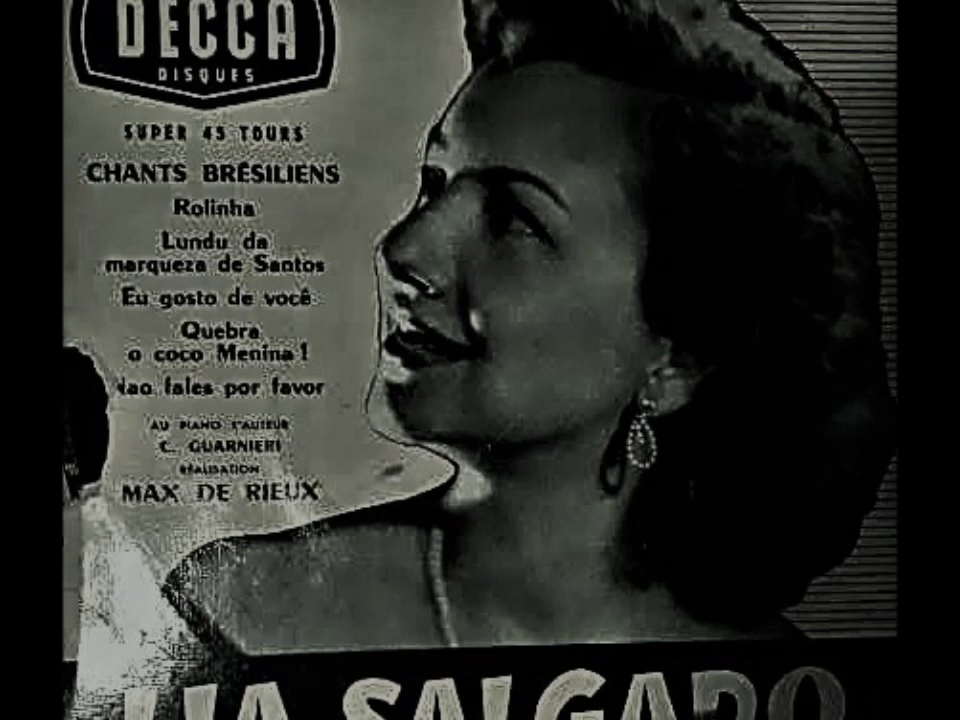 DECCA
DISQUES
SUPER 45 TOURS
CHANTS BRÉSILIENS
Rolinha
Lundu da
marqueza de Santos
Eu gosto de você
Quebra
o coco Menina !
Nao fales por favor
AU PIANO L'AUTEUR
C. GUARNIERI
RÉALISATION
MAX DE RIEUX
LIA SALGADO